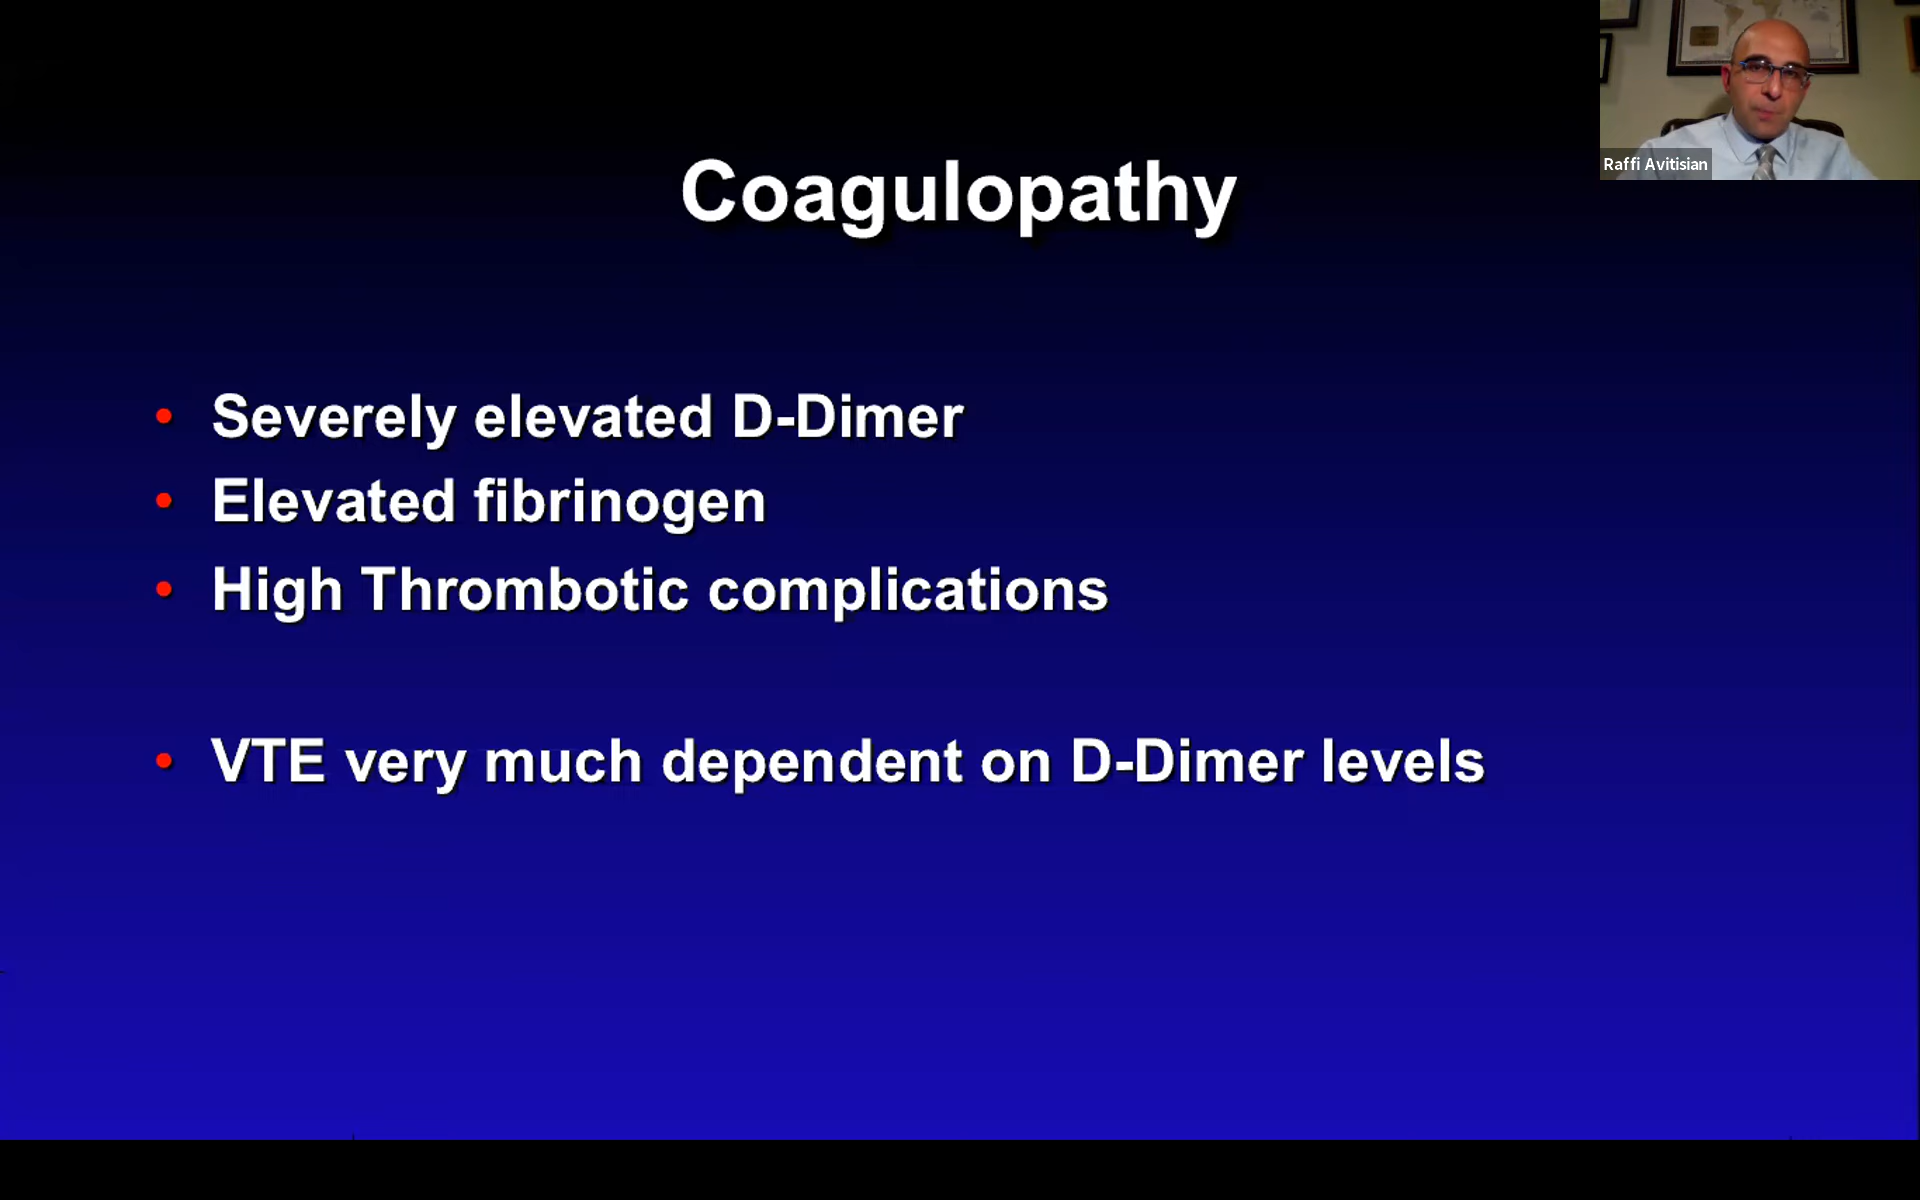 Coagulopathy
Raffi Avitisian
• Severely elevated D-Dimer
• Elevated fibrinogen
• High Thrombotic complications
• VTE very much dependent on D-Dimer levels